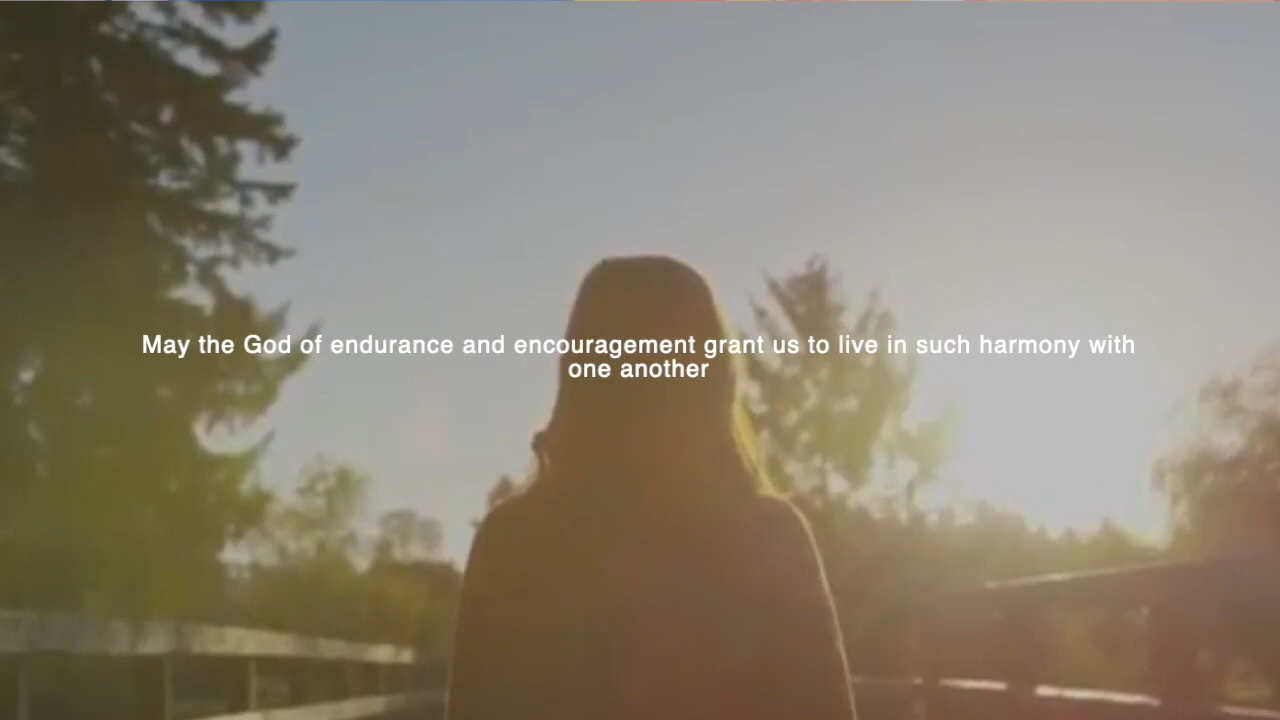 May the God of endurance and encouragement grant us to live in such harmony with
one another